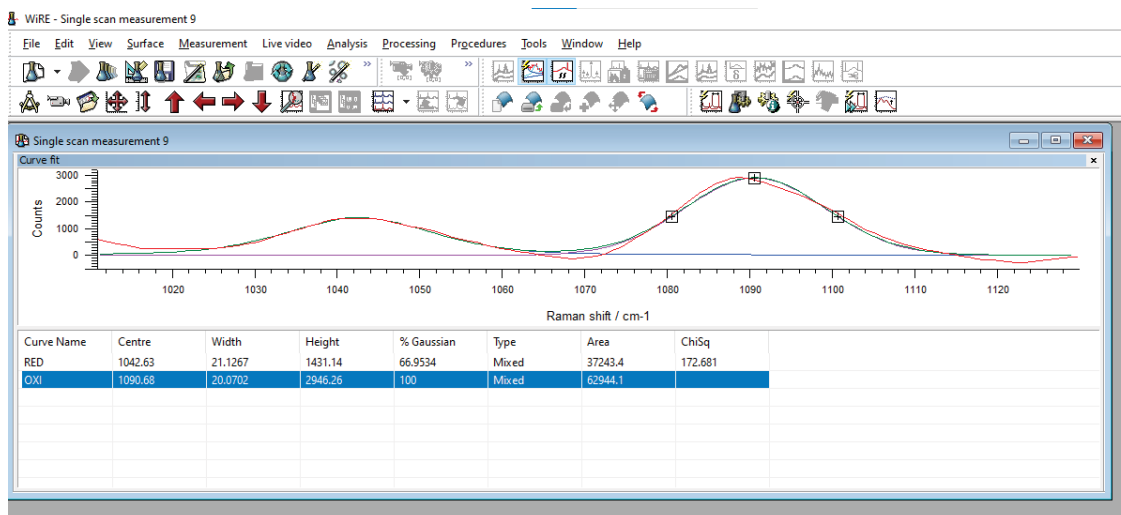 WiRE - Single scan measurement 9
File Edit View Surface Measurement Live video Analysis Processing Procedures Tools Window Help
Single scan measurement 9
Curve fit
3000
2000
1000
0
Counts
1020 1030 1040 1050 1060 1070 1080 1090 1100 1110 1120
Raman shift / cm-1
Curve Name Centre Width Height % Gaussian Type Area ChiSq
RED 1042.63 21.1267 1431.14 66.9534 Mixed 37243.4 172.681
OXI 1090.68 20.0702 2946.26 100 Mixed 62944.1